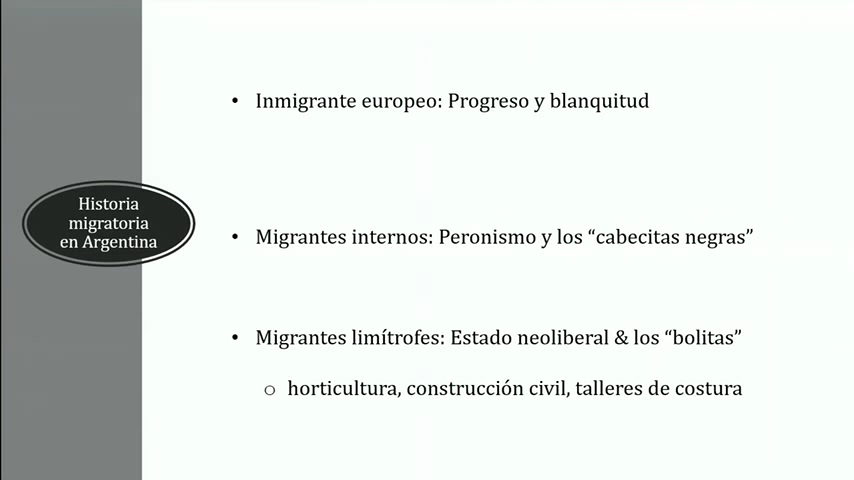 Historia
migratoria
en Argentina
• Inmigrante europeo: Progreso y blanquitud
• Migrantes internos: Peronismo y los “cabecitas negras”
• Migrantes limítrofes: Estado neoliberal & los “bolitas”
o horticultura, construcción civil, talleres de costura